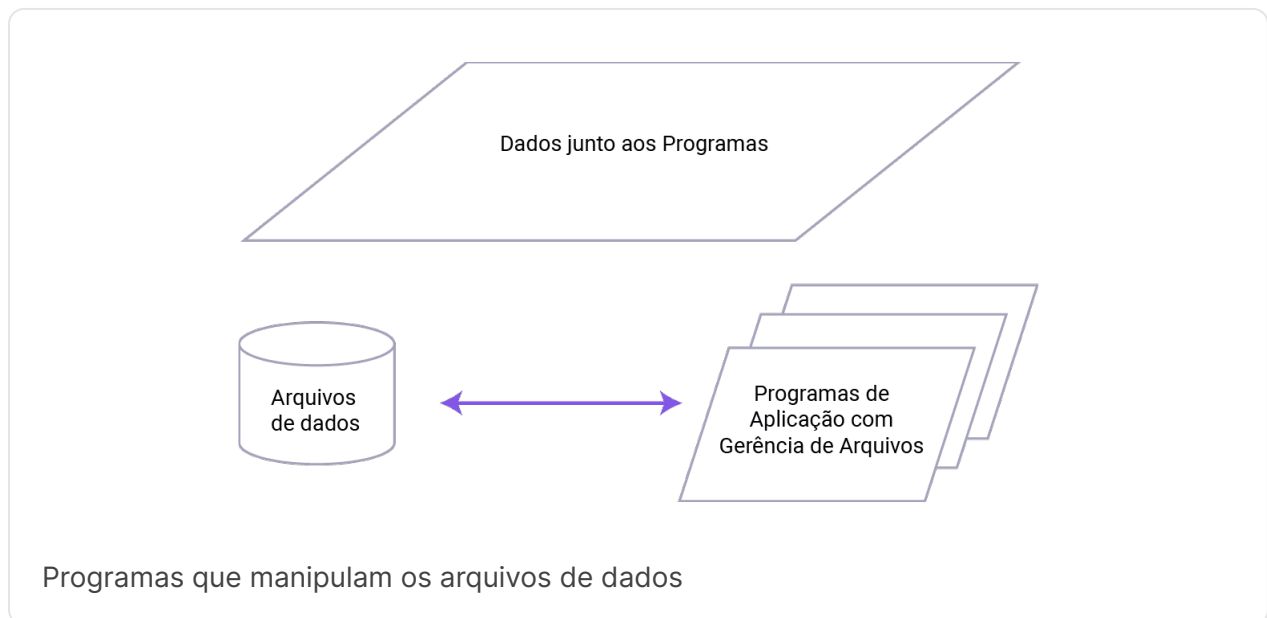 Dados junto aos Programas
Arquivos
de dados
Programas de
Aplicação com
Gerência de Arquivos
Programas que manipulam os arquivos de dados